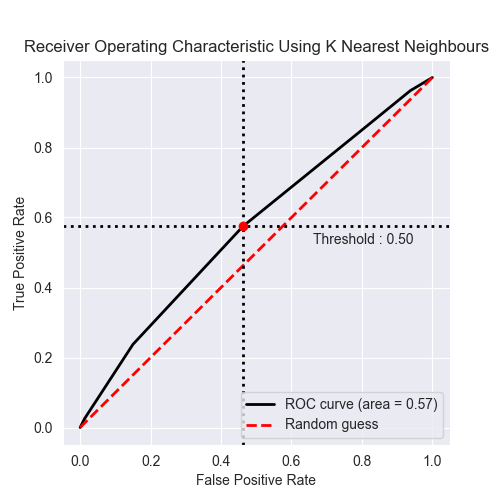 Receiver Operating Characteristic Using K Nearest Neighbours
True Positive Rate
1.0
0.8
0.6
0.4
0.2
0.0
Threshold : 0.50
ROC curve (area = 0.57)
Random guess
0.0 0.2 0.4 0.6 0.8 1.0
False Positive Rate